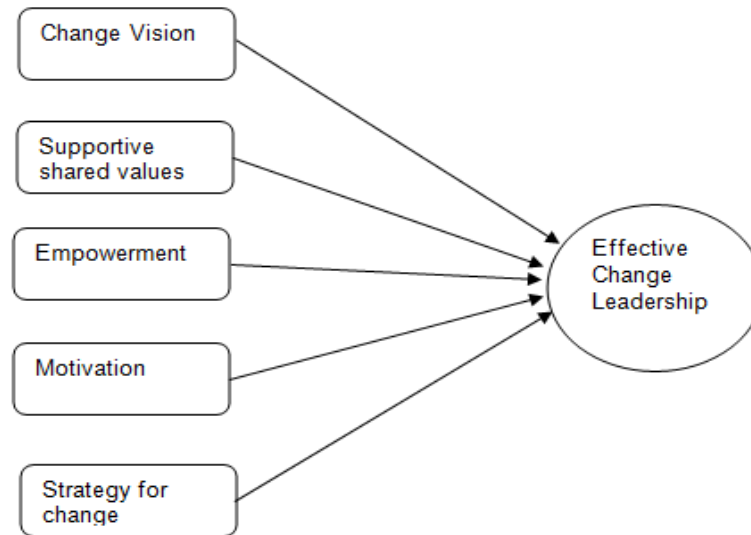 Change Vision
Supportive
shared values
Empowerment
Motivation
Strategy for
change
Effective
Change
Leadership